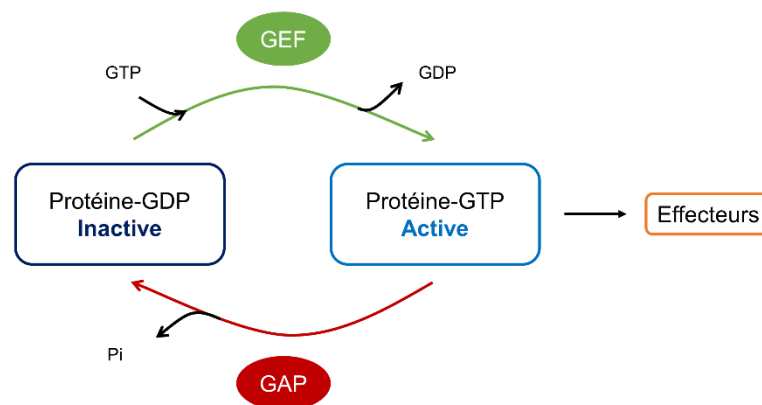 GEF
GTP
GDP
Protéine-GDP
Inactive
Protéine-GTP
Active
Effecteurs
Pi
GAP